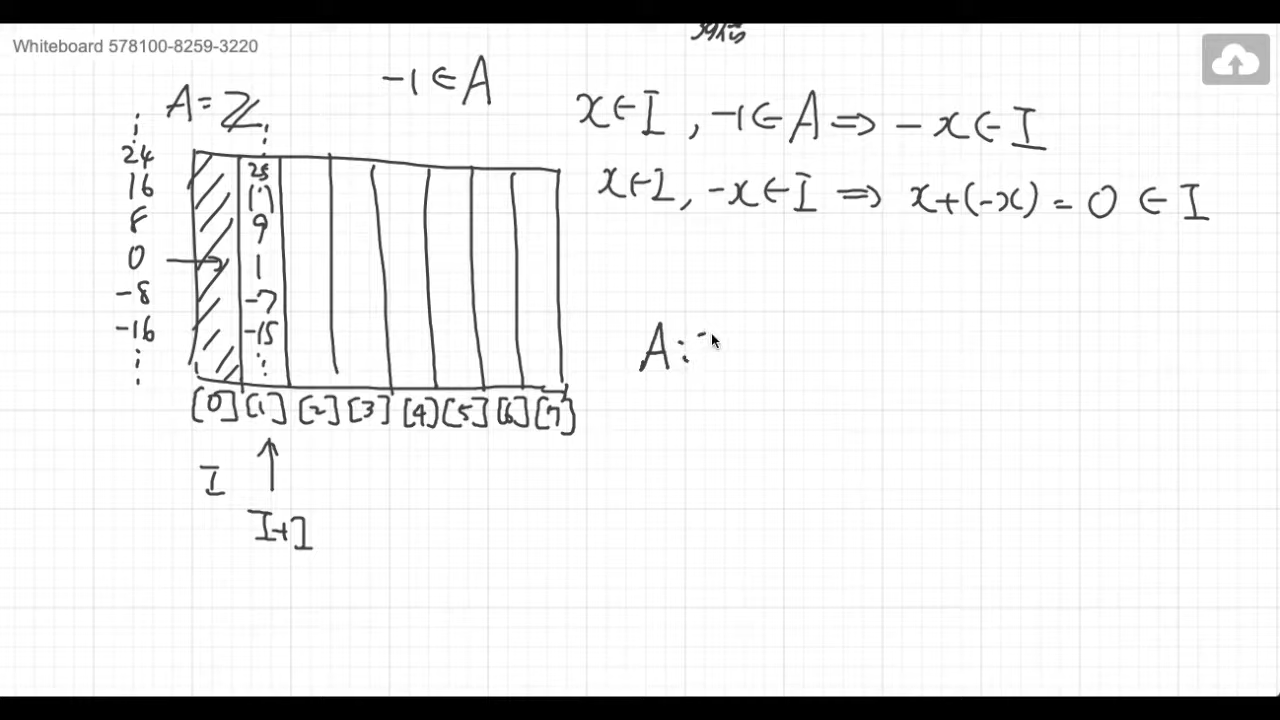 Whiteboard 578100-8259-3220
-1 ∈ A
A = ℤ
x ∈ I , -1 ∈ A ⇒ -x ∈ I
x ∈ I, -x ∈ I ⇒ x+(-x) = 0 ∈ I
⋮ ⋮
24 25
16 17
8 9
0 → 1
-8 -7
-16 -15
⋮ ⋮
[0] [1] [2] [3] [4] [5] [6] [7]
I ↑
I+I
A :